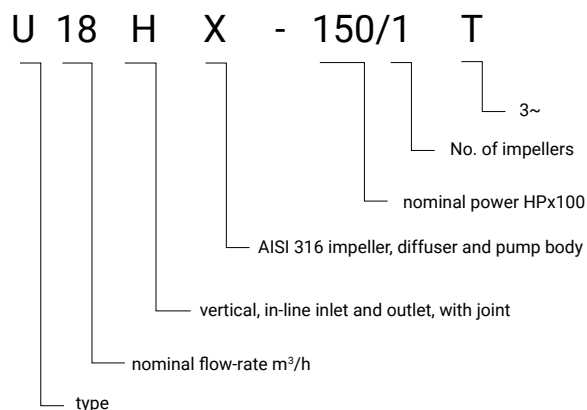 U 18 H X - 150/1 T
3~
No. of impellers
nominal power HPx100
AISI 316 impeller, diffuser and pump body
vertical, in-line inlet and outlet, with joint
nominal flow-rate m³/h
type